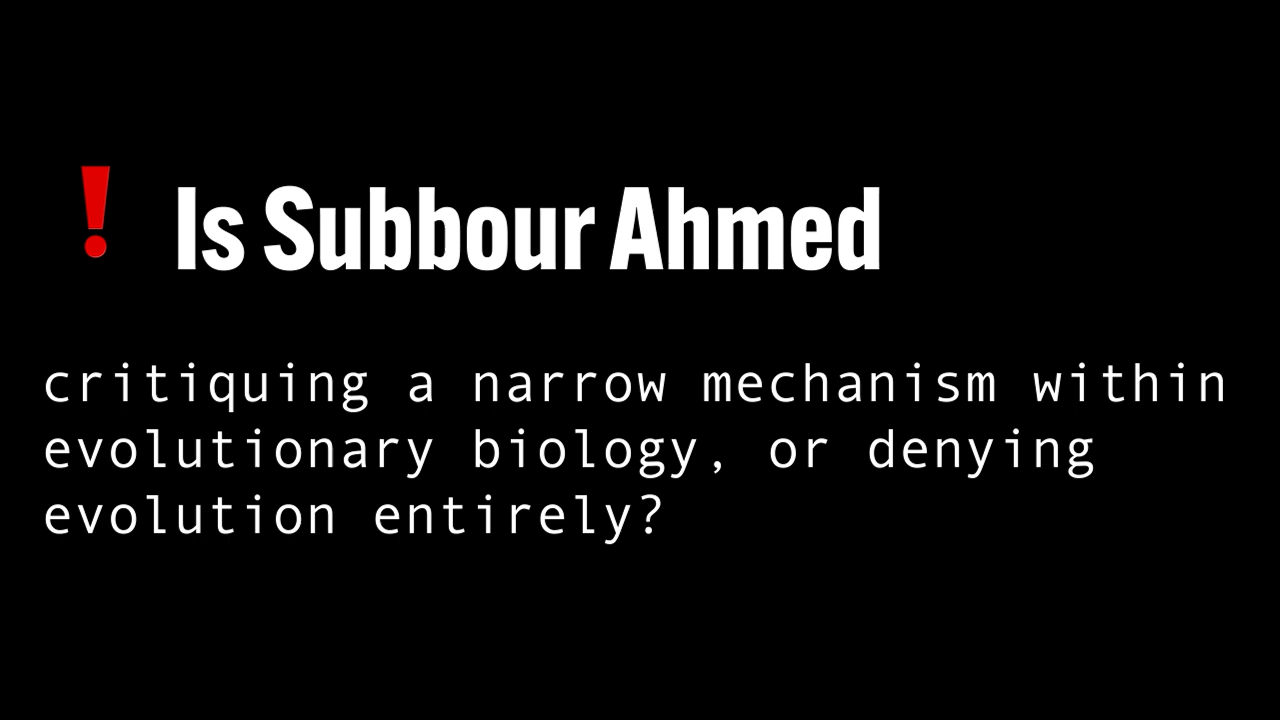 ❗ Is Subbour Ahmed
critiquing a narrow mechanism within
evolutionary biology, or denying
evolution entirely?